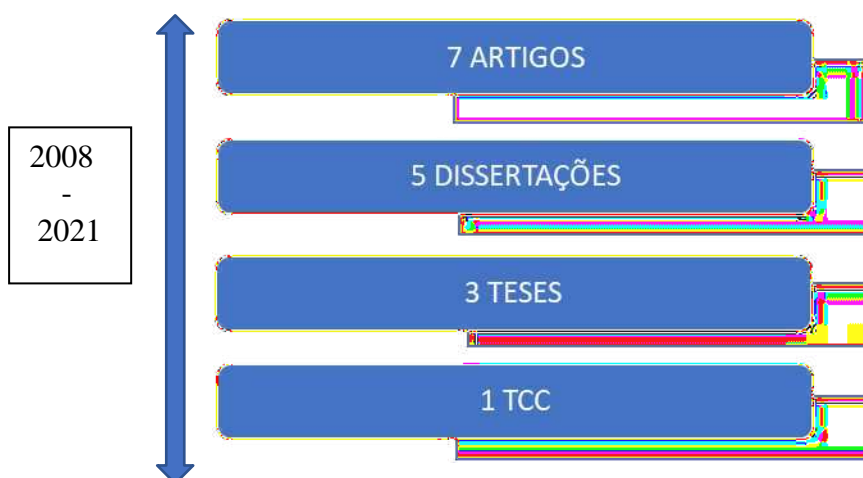 7 ARTIGOS
2008
-
2021
5 DISSERTAÇÕES
3 TESES
1 TCC